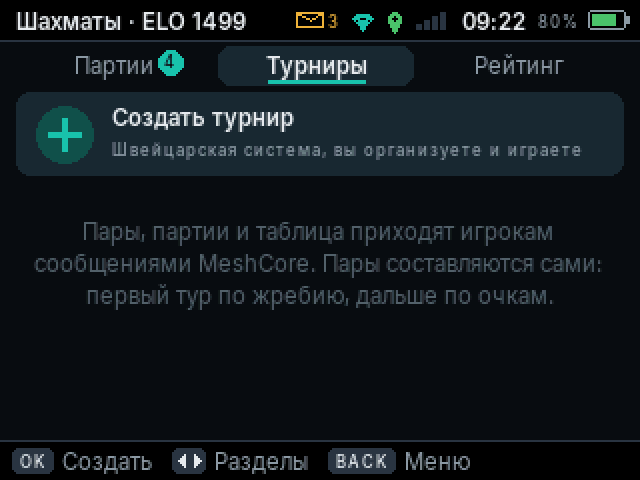 Шахматы · ELO 1499 3 09:22 80%
Партии 4 Турниры Рейтинг
Создать турнир
Швейцарская система, вы организуете и играете
Пары, партии и таблица приходят игрокам
сообщениями MeshCore. Пары составляются сами:
первый тур по жребию, дальше по очкам.
OK Создать Разделы BACK Меню